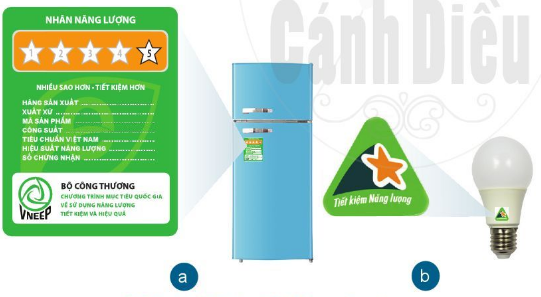 NHÃN NĂNG LƯỢNG
1 2 3 4 5
NHIỀU SAO HƠN - TIẾT KIỆM HƠN
HÃNG SẢN XUẤT
XUẤT XỨ
MÃ SẢN PHẨM
CÔNG SUẤT
TIÊU CHUẨN VIỆT NAM
HIỆU SUẤT NĂNG LƯỢNG
SỐ CHỨNG NHẬN
BỘ CÔNG THƯƠNG
CHƯƠNG TRÌNH MỤC TIÊU QUỐC GIA
VỀ SỬ DỤNG NĂNG LƯỢNG
TIẾT KIỆM VÀ HIỆU QUẢ
VNEEP
Cánh Diều
Tiết kiệm Năng lượng
a
b